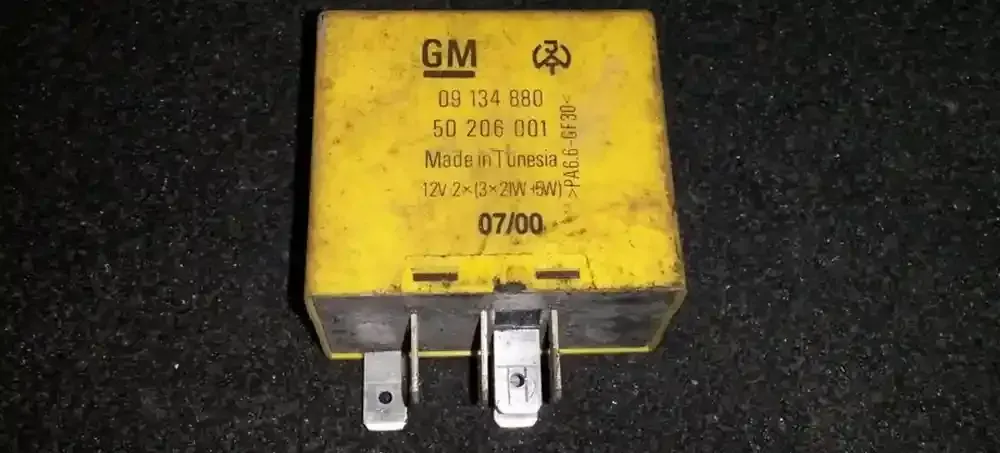 GM
09 134 880
50 206 001
Made in Tunesia
12V 2×(3×21W+5W)
07/00
>PA6.6-GF30<